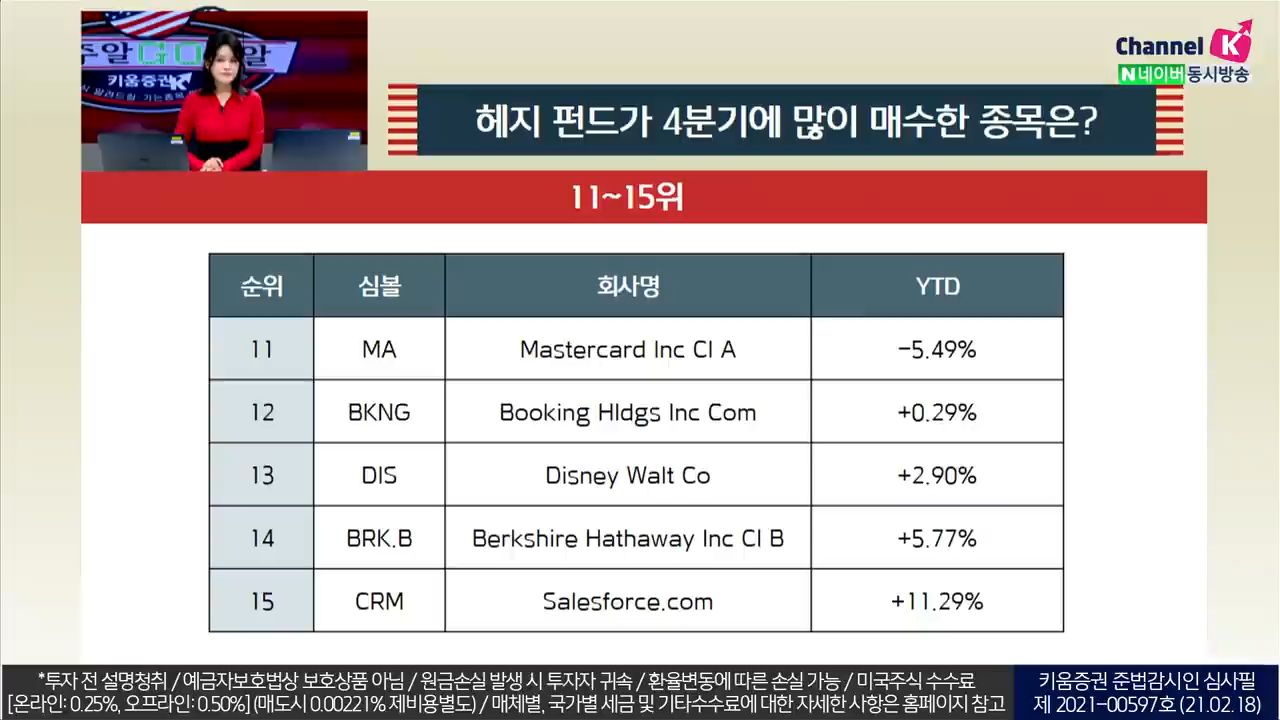 주알GO알
키움증권
Channel K
N네이버동시방송
헤지 펀드가 4분기에 많이 매수한 종목은?
11~15위
순위 심볼 회사명 YTD
11 MA Mastercard Inc Cl A -5.49%
12 BKNG Booking Hldgs Inc Com +0.29%
13 DIS Disney Walt Co +2.90%
14 BRK.B Berkshire Hathaway Inc Cl B +5.77%
15 CRM Salesforce.com +11.29%
*투자 전 설명청취 / 예금자보호법상 보호상품 아님 / 원금손실 발생 시 투자자 귀속 / 환율변동에 따른 손실 가능 / 미국주식 수수료
[온라인: 0.25%, 오프라인: 0.50%] (매도시 0.00221% 제비용별도) / 매체별, 국가별 세금 및 기타수수료에 대한 자세한 사항은 홈페이지 참고
키움증권 준법감시인 심사필
제 2021-00597호 (21.02.18)